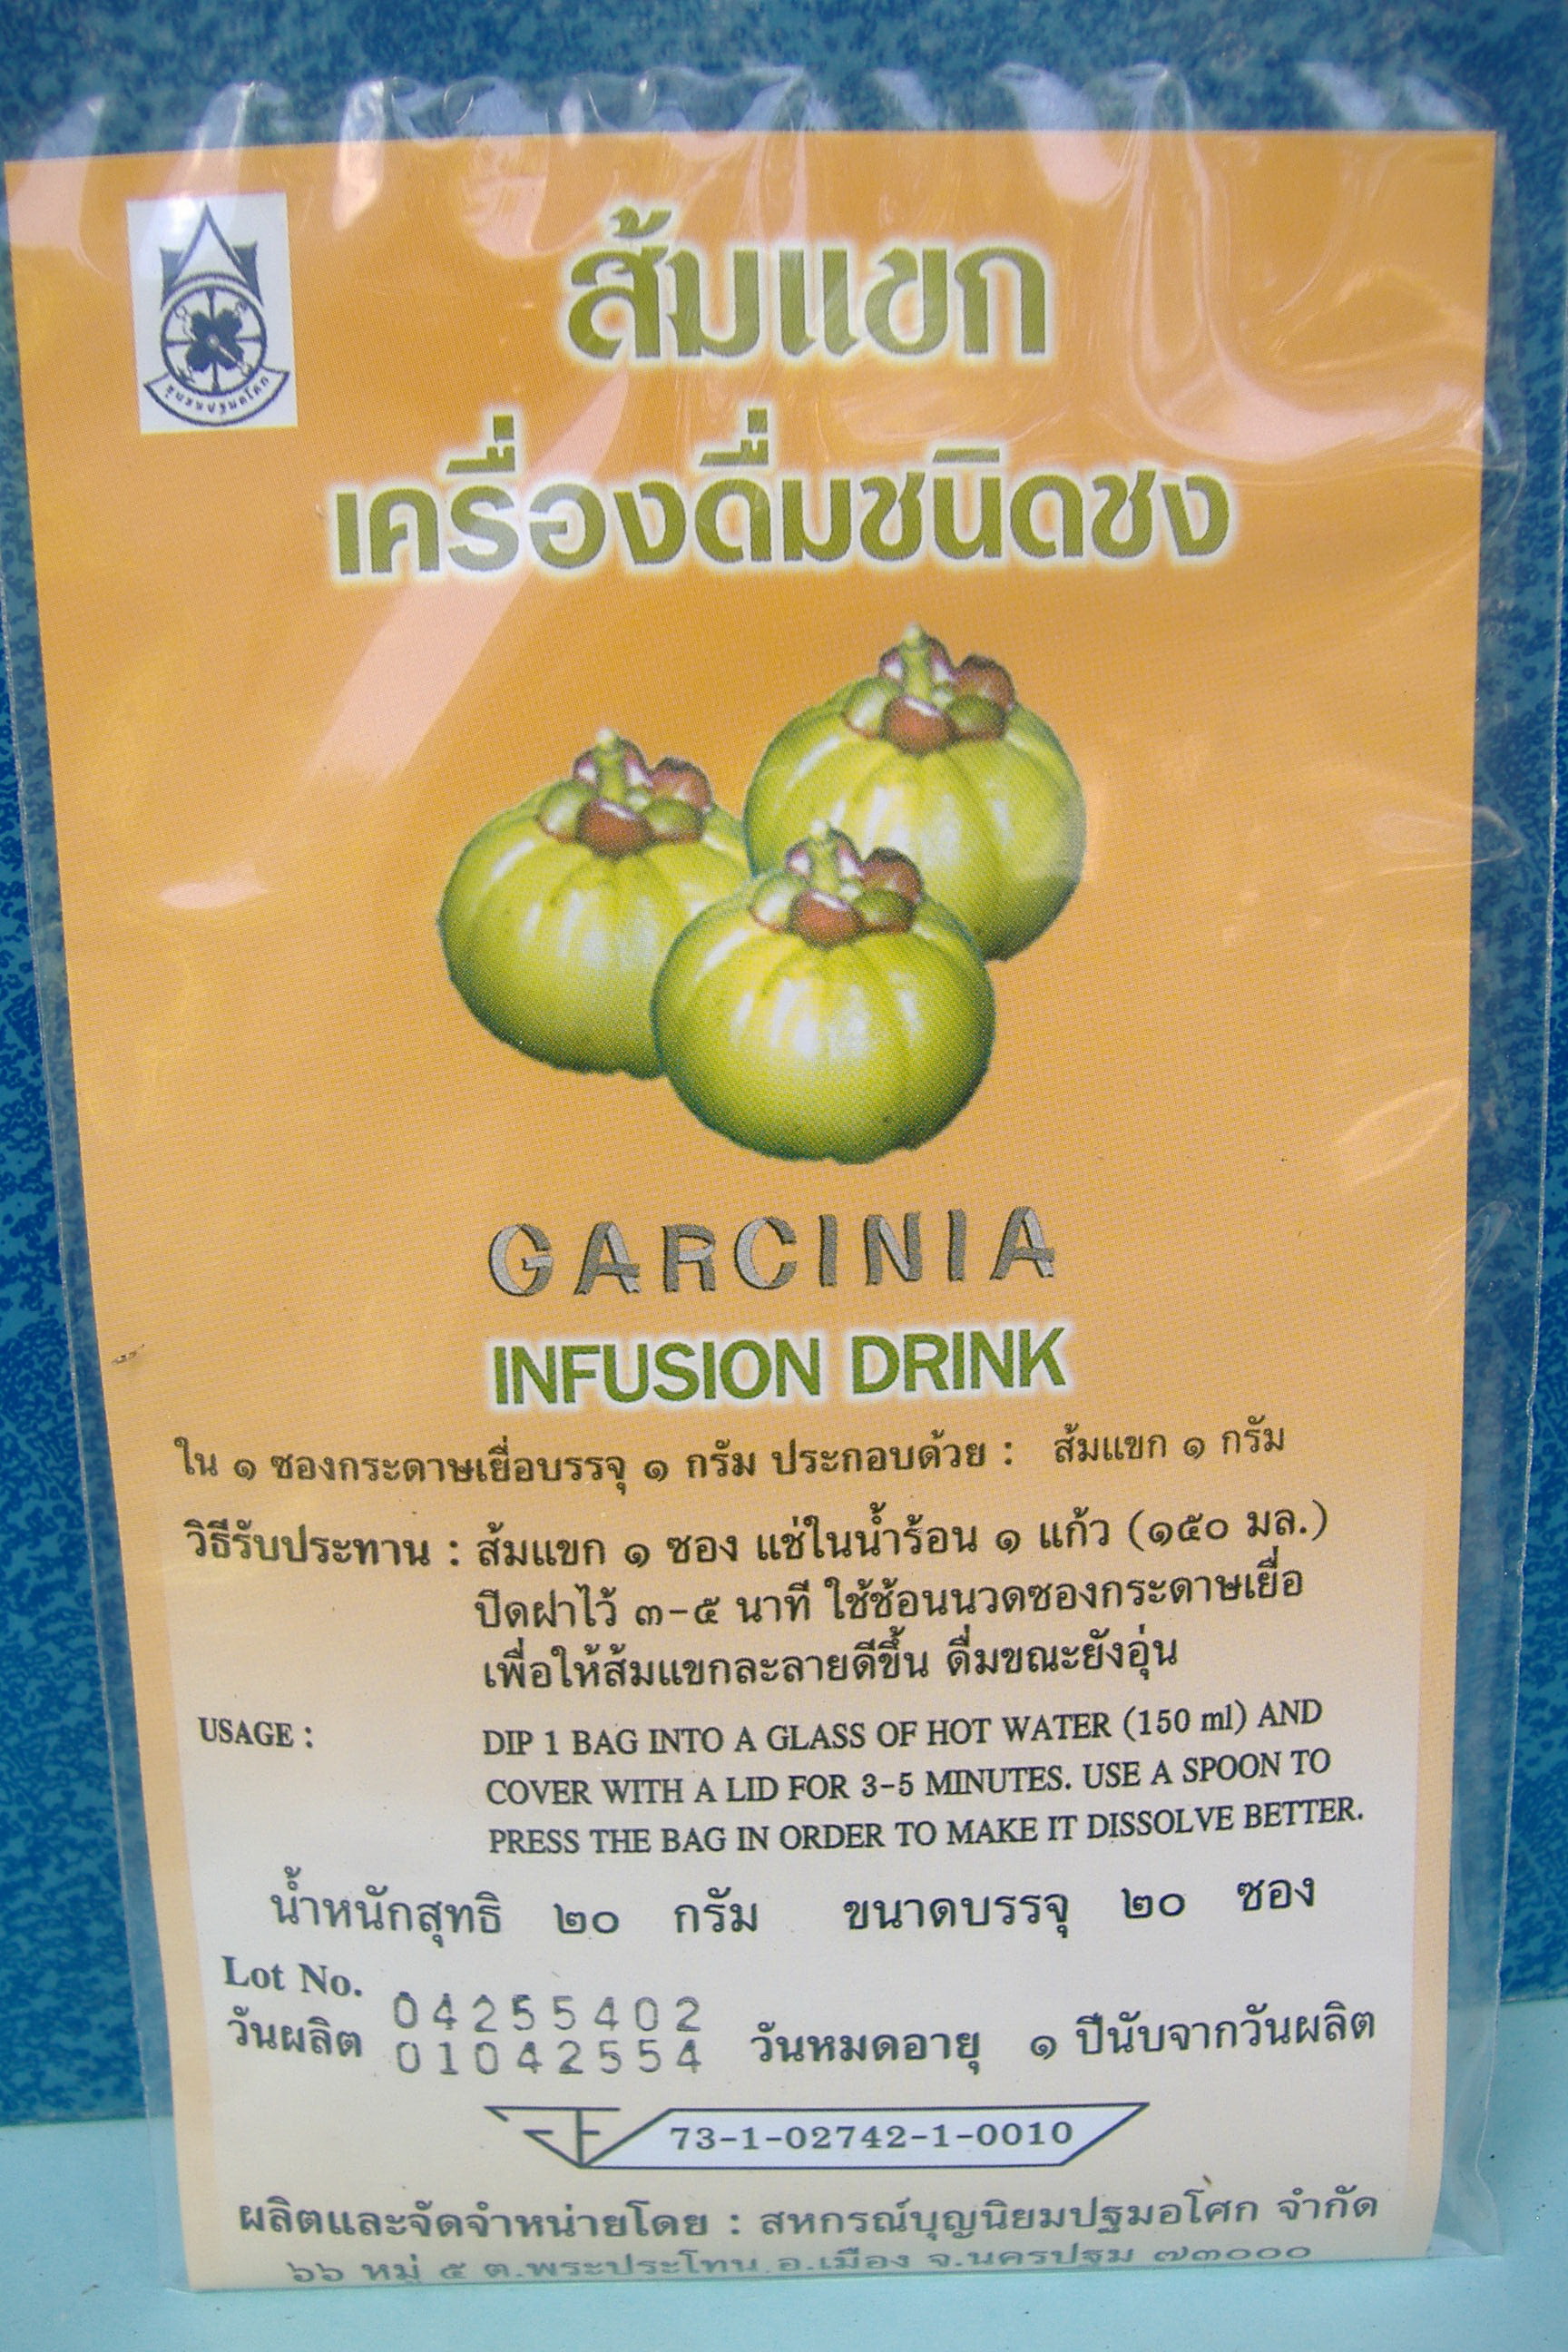 ส้มแขก
เครื่องดื่มชนิดชง
ชุมชนปฐมอโศก
GARCINIA
INFUSION DRINK
ใน ๑ ซองกระดาษเยื่อบรรจุ ๑ กรัม ประกอบด้วย : ส้มแขก ๑ กรัม
วิธีรับประทาน : ส้มแขก ๑ ซอง แช่ในน้ำร้อน ๑ แก้ว (๑๕๐ มล.)
ปิดฝาไว้ ๓-๕ นาที ใช้ช้อนนวดซองกระดาษเยื่อ
เพื่อให้ส้มแขกละลายดีขึ้น ดื่มขณะยังอุ่น
USAGE : DIP 1 BAG INTO A GLASS OF HOT WATER (150 ml) AND
COVER WITH A LID FOR 3-5 MINUTES. USE A SPOON TO
PRESS THE BAG IN ORDER TO MAKE IT DISSOLVE BETTER.
น้ำหนักสุทธิ ๒๐ กรัม ขนาดบรรจุ ๒๐ ซอง
Lot No. 04255402
วันผลิต 01042554 วันหมดอายุ ๑ ปีนับจากวันผลิต
73-1-02742-1-0010
ผลิตและจัดจำหน่ายโดย : สหกรณ์บุญนิยมปฐมอโศก จำกัด
๖๖ หมู่ ๕ ต.พระประโทน อ.เมือง จ.นครปฐม ๗๓๐๐๐